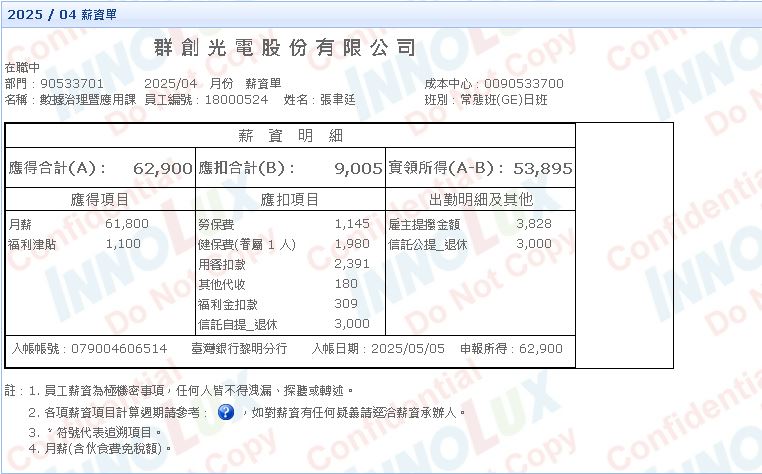 2025 / 04 薪資單
群創光電股份有限公司
在職中
部門：90533701 2025/04 月份 薪資單 成本中心：0090533700
名稱：數據治理暨應用課 員工編號：18000524 姓名：張聿廷 班別：常態班(GE)日班
薪 資 明 細
應得合計(A)： 62,900 應扣合計(B)： 9,005 實領所得(A-B)： 53,895
應得項目 應扣項目 出勤明細及其他
月薪 61,800 勞保費 1,145 雇主提撥金額 3,828
福利津貼 1,100 健保費(眷屬 1 人) 1,980 信託公提_退休 3,000
用餐扣款 2,391
其他代收 180
福利金扣款 309
信託自提_退休 3,000
入帳帳號：079004606514 臺灣銀行黎明分行 入帳日期：2025/05/05 申報所得：62,900
註：1. 員工薪資為極機密事項，任何人皆不得洩漏、探聽或轉述。
2. 各項薪資項目計算週期請參考： ? ，如對薪資有任何疑義請逕洽薪資承辦人。
3. * 符號代表追溯項目。
4. 月薪(含伙食費免稅額)。
Confidential
INNOLUX
Do Not Copy